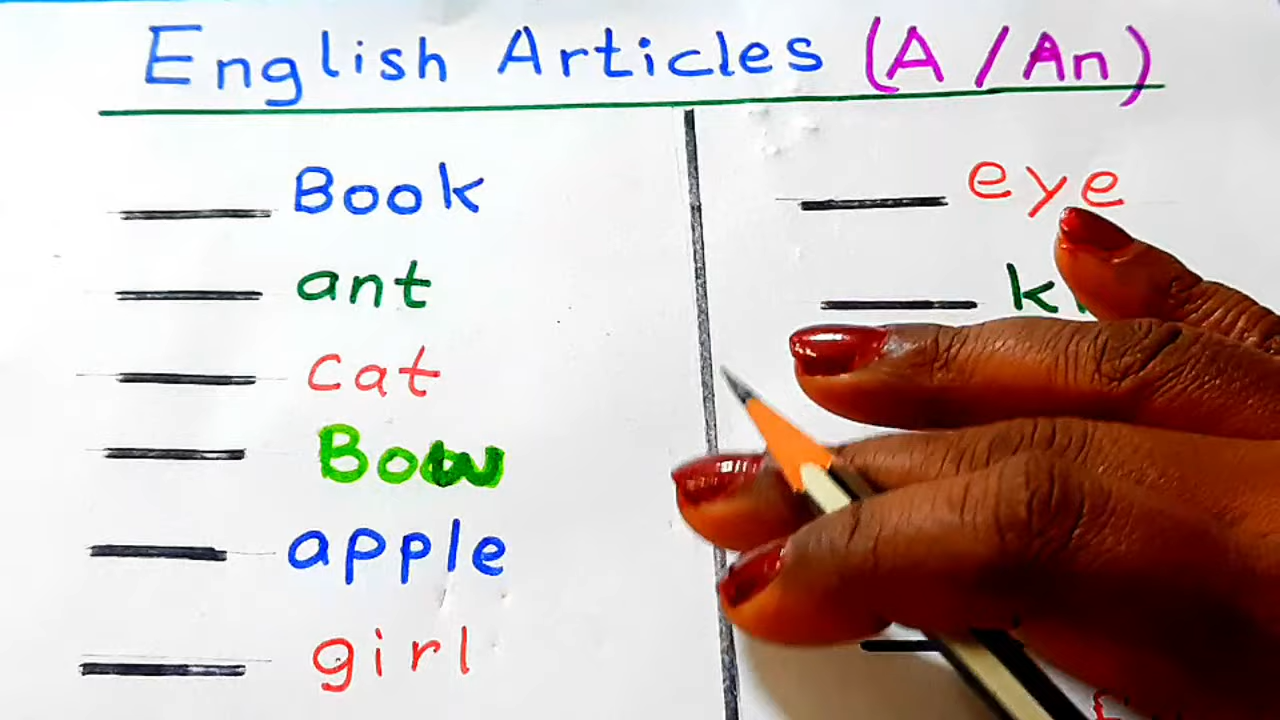 English Articles (A / An)
Book
ant
cat
Bow
apple
girl
eye